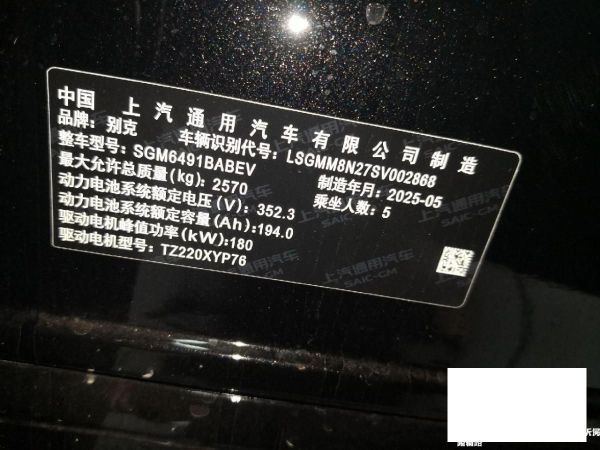 中国 上汽通用汽车有限公司制造
品牌：别克 车辆识别代号：LSGMM8N27SV002868
整车型号：SGM6491BABEV 制造年月：2025-05
最大允许总质量(kg)：2570 乘坐人数：5
动力电池系统额定电压(V)：352.3
动力电池系统额定容量(Ah)：194.0
驱动电机峰值功率(kW)：180
驱动电机型号：TZ220XYP76
上汽通用汽车
SAIC-GM